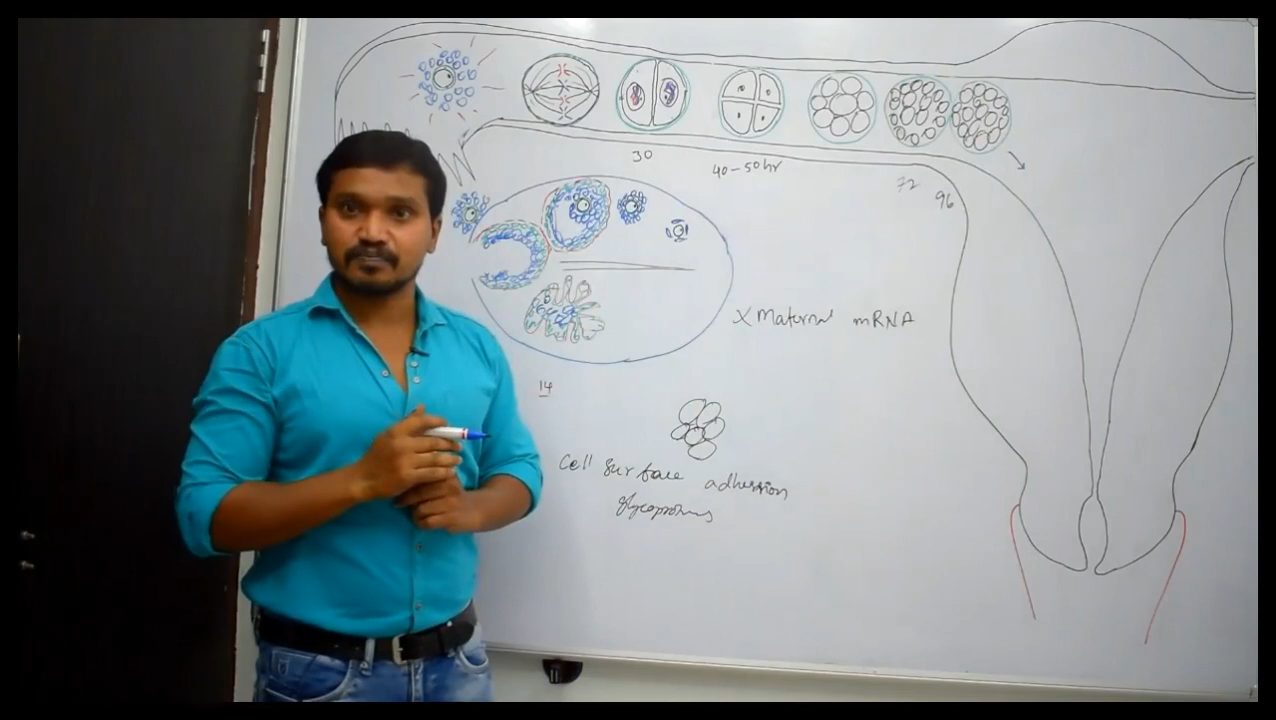 30
40-50hr
72
96
X Maternal mRNA
14
Cell Surface adhesion
glycoproteins